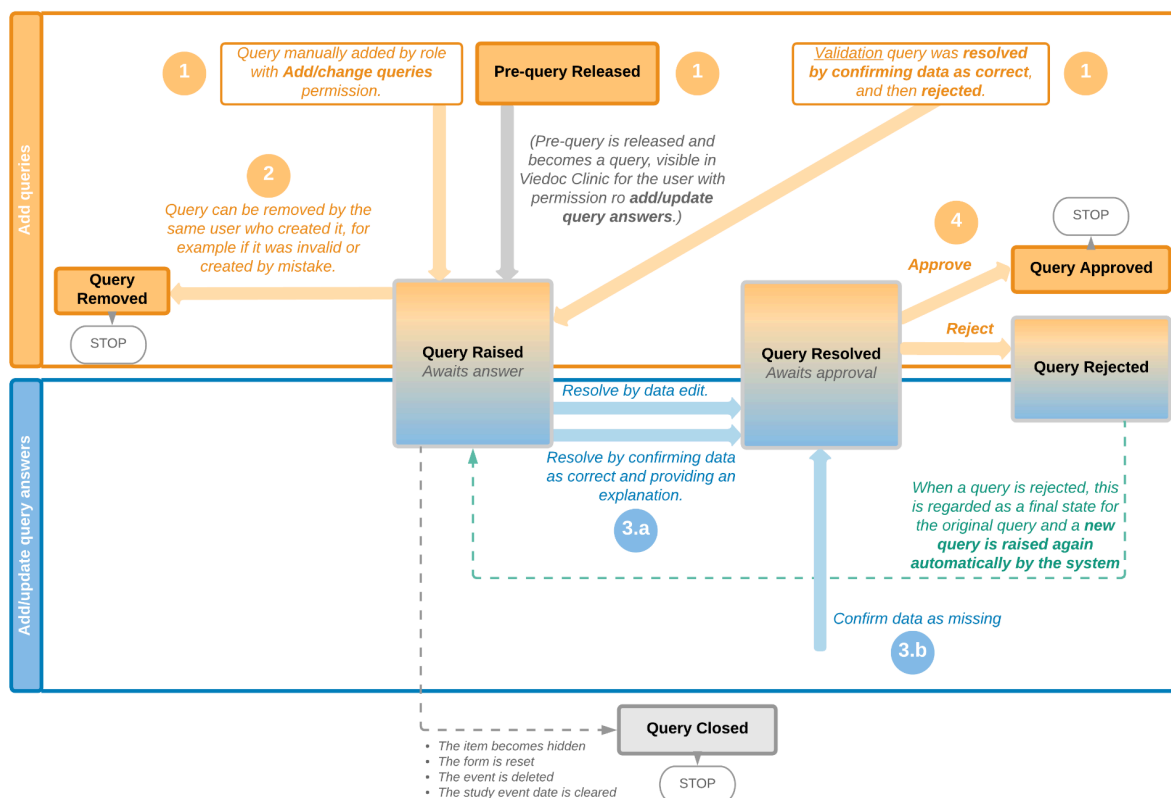 Add queries
1
Query manually added by role
with Add/change queries
permission.
Pre-query Released
1
Validation query was resolved
by confirming data as correct,
and then rejected.
1
(Pre-query is released and
becomes a query, visible in
Viedoc Clinic for the user with
permission ro add/update
query answers.)
2
Query can be removed by the
same user who created it, for
example if it was invalid or
created by mistake.
Query
Removed
STOP
Query Raised
Awaits answer
Query Resolved
Awaits approval
4
Approve
STOP
Query Approved
Reject
Query Rejected
Add/update query answers
Resolve by data edit.
Resolve by confirming data
as correct and providing an
explanation.
3.a
When a query is rejected, this
is regarded as a final state for
the original query and a new
query is raised again
automatically by the system
Confirm data as missing
3.b
Query Closed
STOP
• The item becomes hidden
• The form is reset
• The event is deleted
• The study event date is cleared